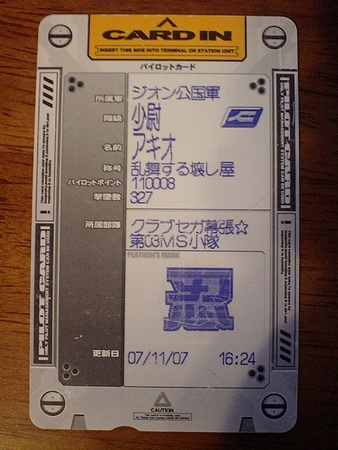 CARD IN
INSERT THIS SIDE INTO TERMINAL OR STATION UNIT
パイロットカード
所属軍 ジオン公国軍
階級 少尉
名前 アキオ
称号 乱舞する壊し屋
パイロットポイント 110008
撃墜数 327
所属部隊 クラブセガ幕張☆
第03MS小隊
PLATOON'S MARK
更新日 07/11/07 16:24
CAUTION
PILOT CARD
PILOT CARD